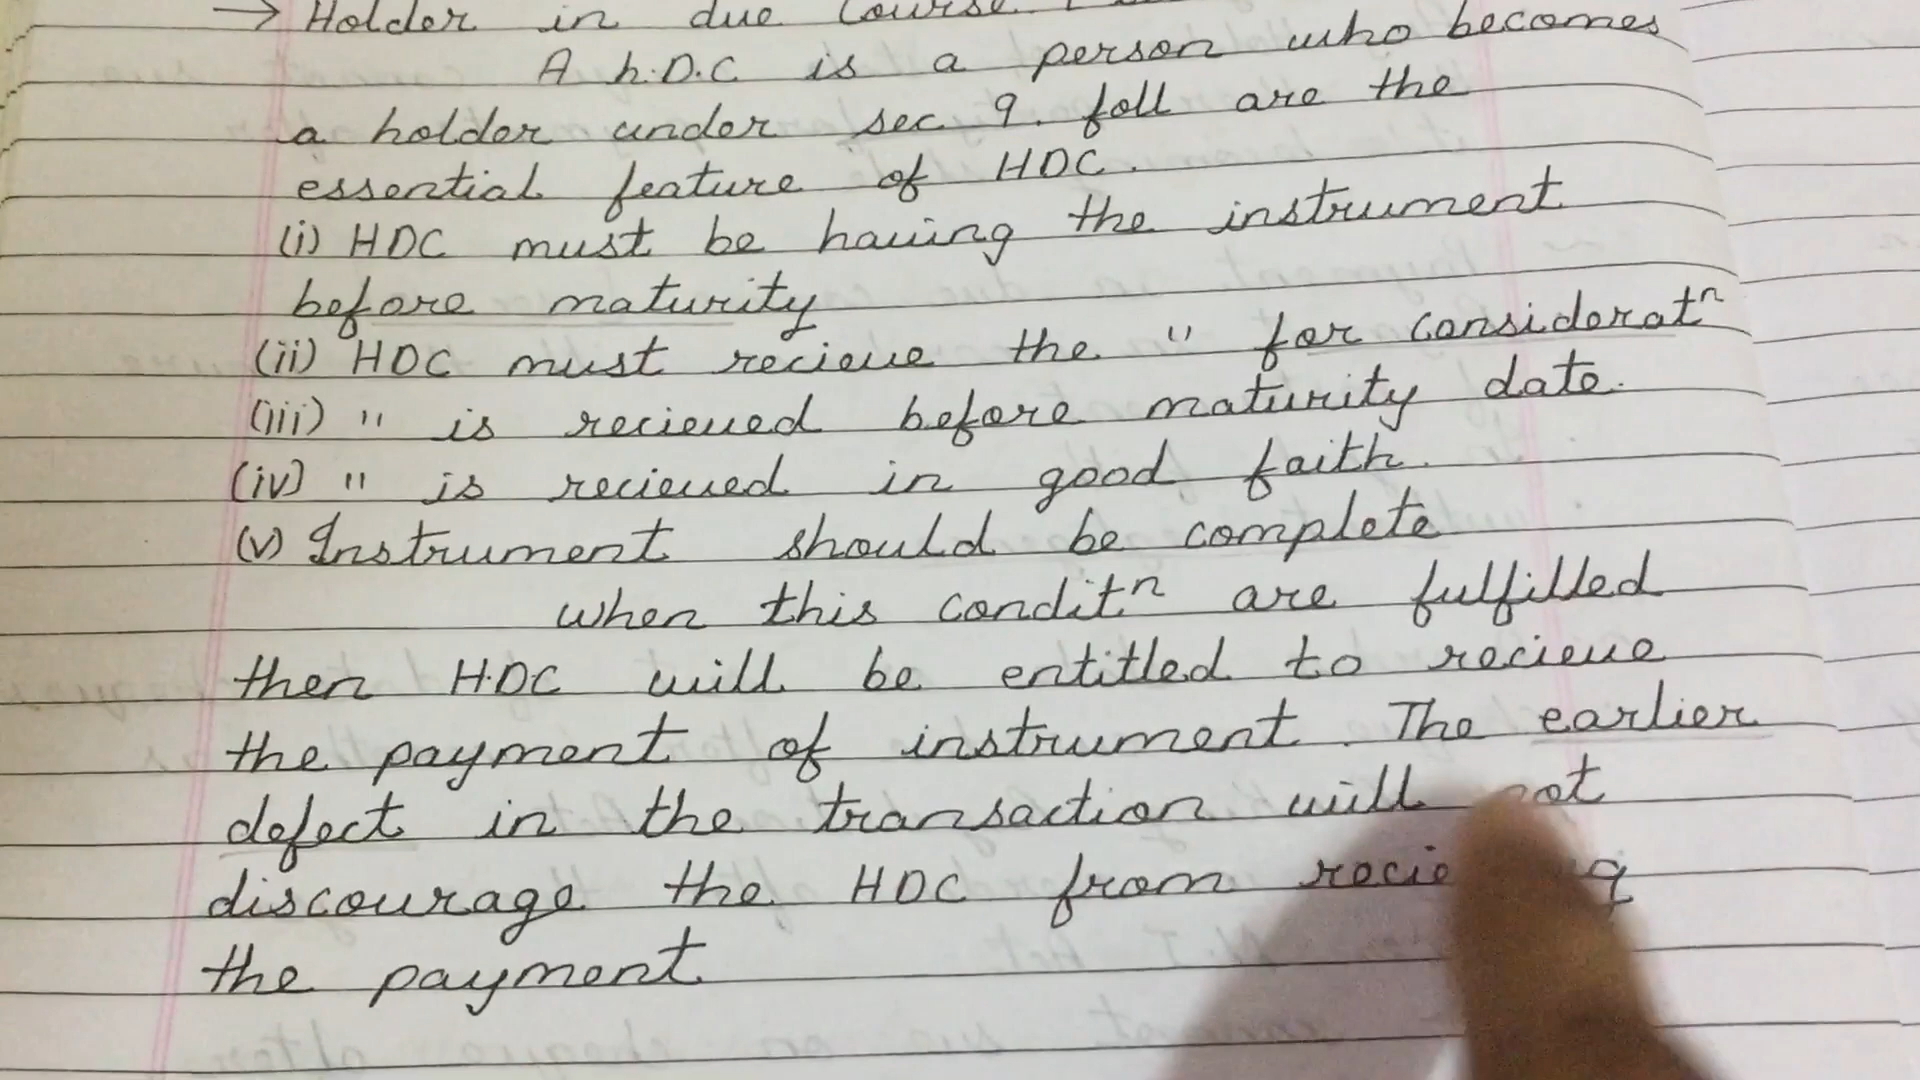 → Holder in due Course.
A h.D.C is a person who becomes
a holder under sec 9. foll are the
essential feature of HDC.
(i) HDC must be having the instrument
before maturity
(ii) HDC must recieve the " for consideratⁿ
(iii) " is recieved before maturity date.
(iv) " is recieved in good faith.
(v) Instrument should be complete
when this conditⁿ are fulfilled
then H.DC will be entitled to recieve
the payment of instrument. The earlier
defect in the transaction will not
discourage the HDC from
the payment